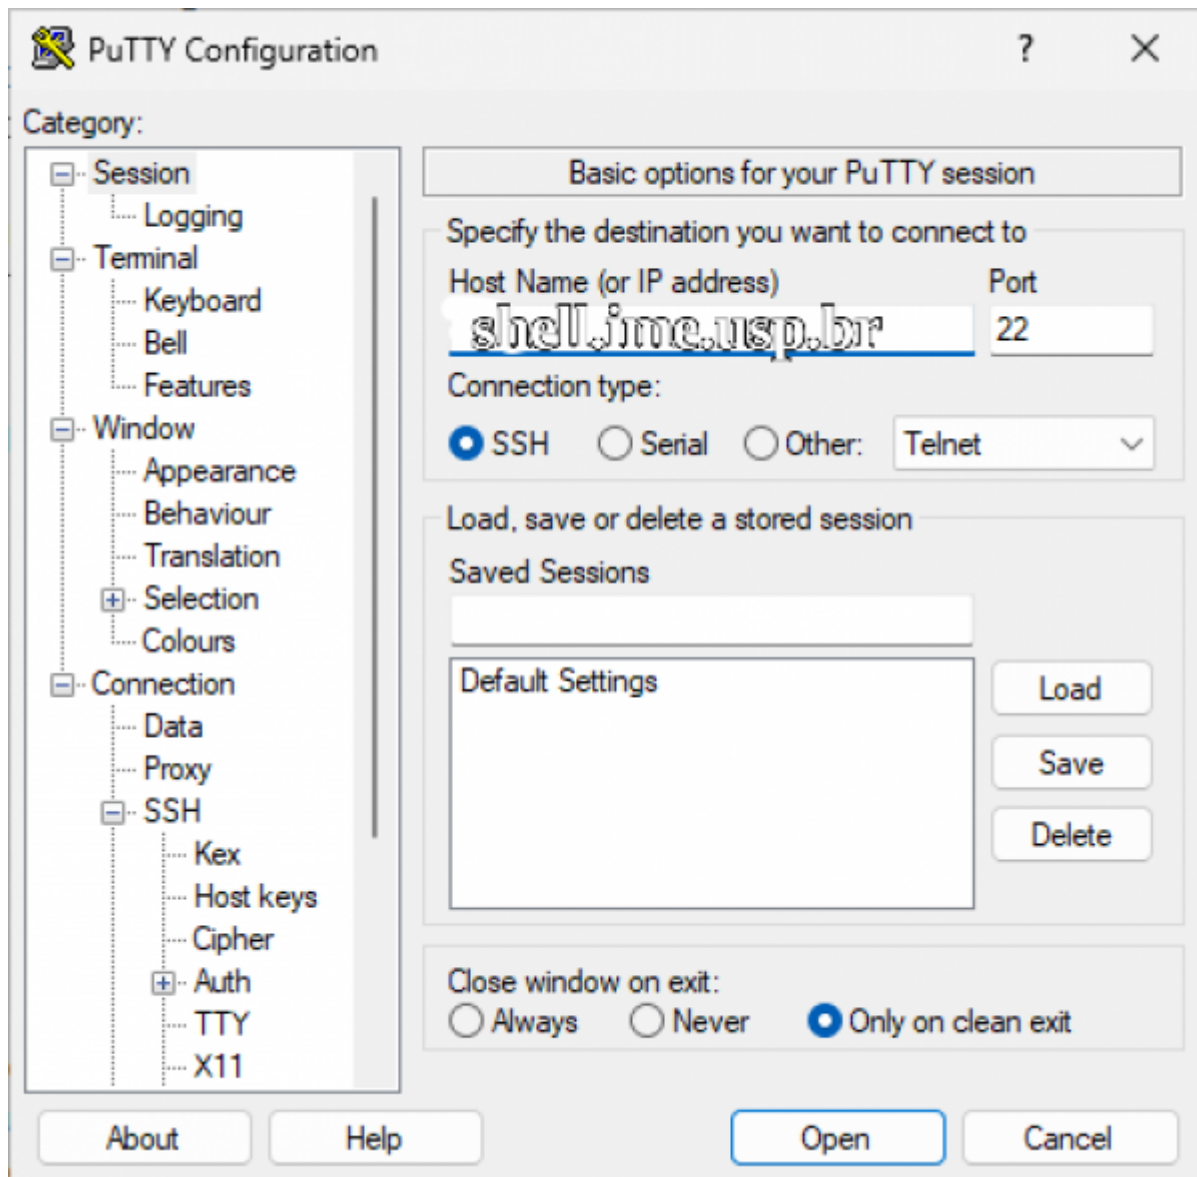 PuTTY Configuration
?
Category:
Session
Logging
Terminal
Keyboard
Bell
Features
Window
Appearance
Behaviour
Translation
Selection
Colours
Connection
Data
Proxy
SSH
Kex
Host keys
Cipher
Auth
TTY
X11
Basic options for your PuTTY session
Specify the destination you want to connect to
Host Name (or IP address) Port
shell.ime.usp.br 22
Connection type:
SSH Serial Other: Telnet
Load, save or delete a stored session
Saved Sessions
Default Settings
Load
Save
Delete
Close window on exit:
Always Never Only on clean exit
About Help Open Cancel